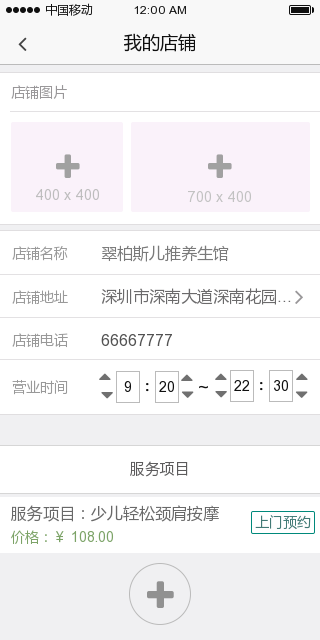 中国移动 12:00 AM
我的店铺
店铺图片
400 x 400 700 x 400
店铺名称 翠柏斯儿推养生馆
店铺地址 深圳市深南大道深南花园...
店铺电话 66667777
营业时间 9 : 20 ~ 22 : 30
服务项目
服务项目：少儿轻松颈肩按摩
上门预约
价格：¥ 108.00